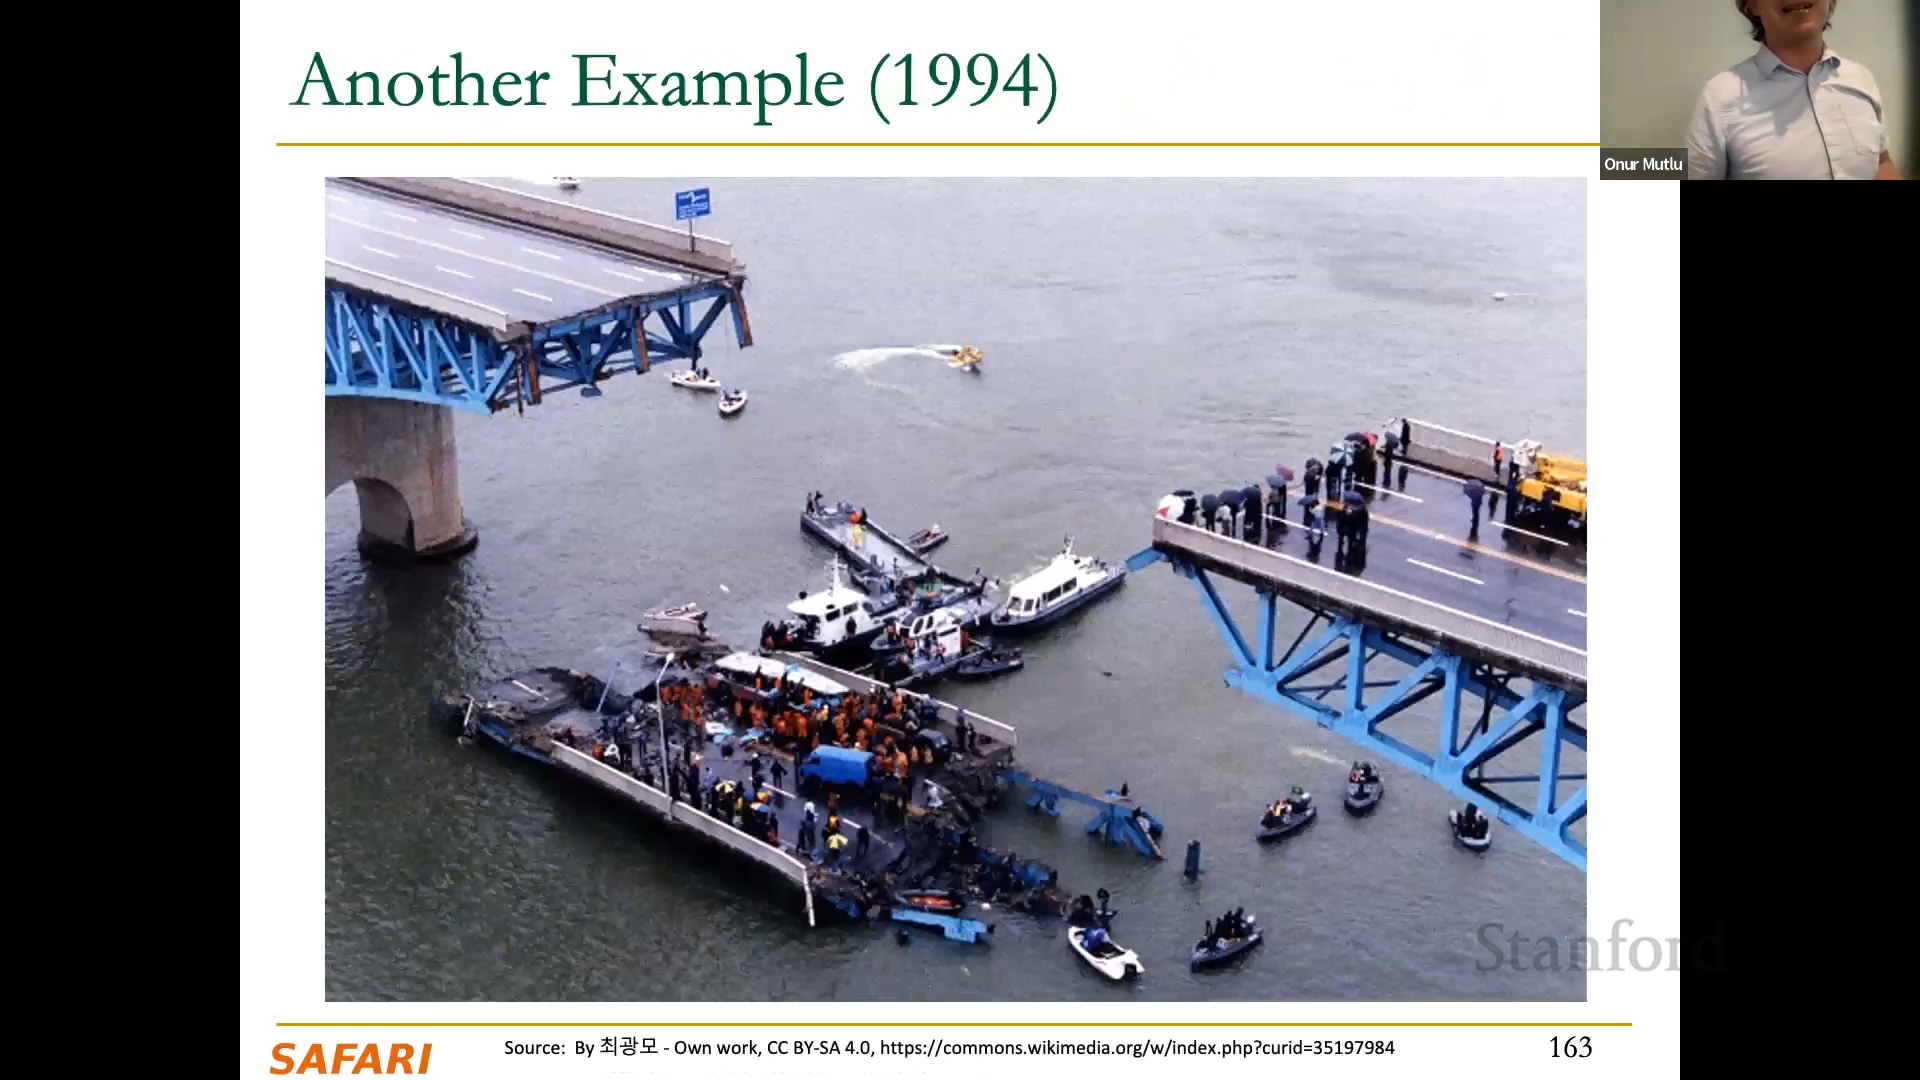 Another Example (1994)
Onur Mutlu
Stanford
SAFARI
Source: By 최광모 - Own work, CC BY-SA 4.0, https://commons.wikimedia.org/w/index.php?curid=35197984
163